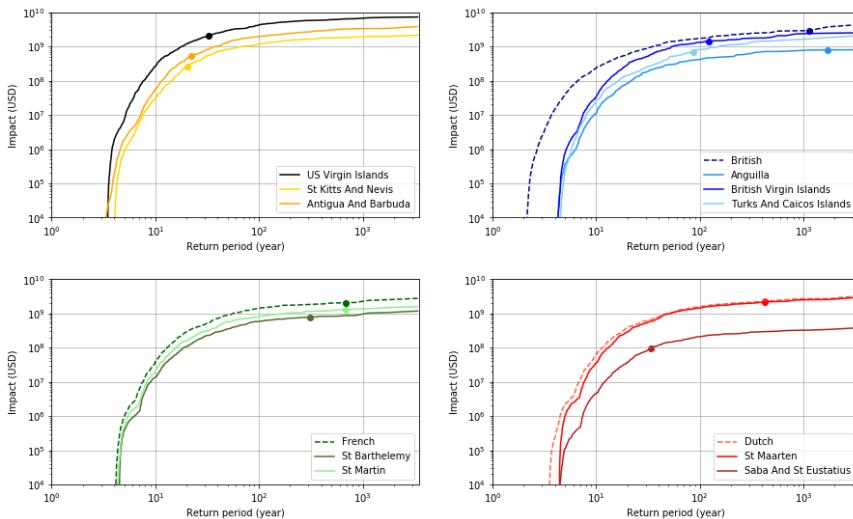 10^10
10^9
10^8
10^7
10^6
10^5
10^4
Impact (USD)
10^0
10^1
10^2
10^3
Return period (year)
US Virgin Islands
St Kitts And Nevis
Antigua And Barbuda
10^10
10^9
10^8
10^7
10^6
10^5
10^4
Impact (USD)
10^0
10^1
10^2
10^3
Return period (year)
British
Anguilla
British Virgin Islands
Turks And Caicos Islands
10^10
10^9
10^8
10^7
10^6
10^5
10^4
Impact (USD)
10^0
10^1
10^2
10^3
Return period (year)
French
St Barthelemy
St Martin
10^10
10^9
10^8
10^7
10^6
10^5
10^4
Impact (USD)
10^0
10^1
10^2
10^3
Return period (year)
Dutch
St Maarten
Saba And St Eustatius